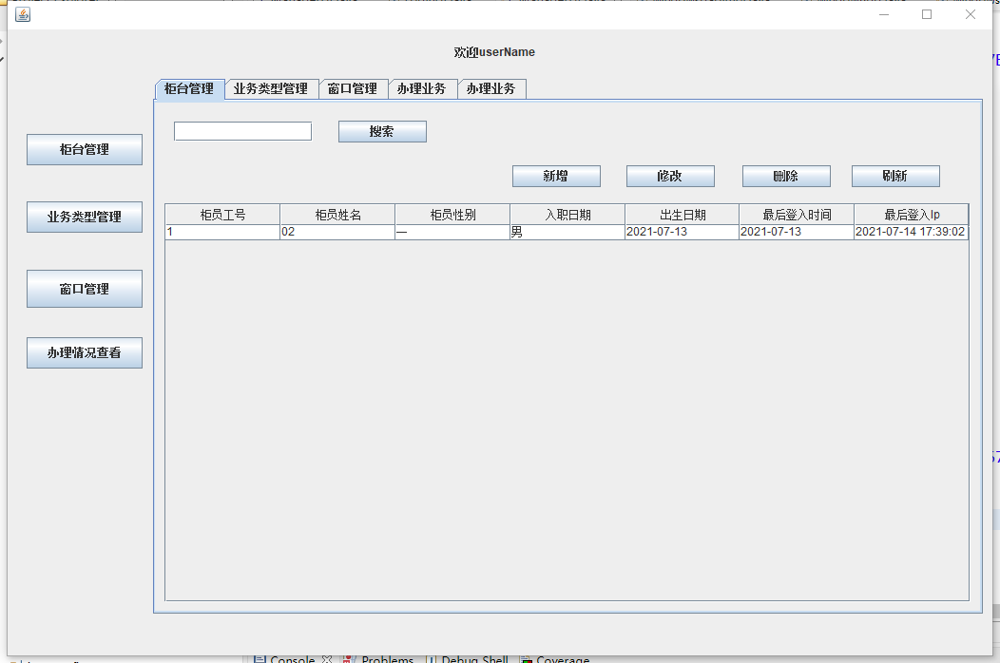 欢迎userName
柜台管理 业务类型管理 窗口管理 办理业务 办理业务
搜索
柜台管理
新增 修改 删除 刷新
业务类型管理
柜员工号 柜员姓名 柜员性别 入职日期 出生日期 最后登入时间 最后登入Ip
1 02 一 男 2021-07-13 2021-07-13 2021-07-14 17:39:02
窗口管理
办理情况查看
Console Problems Debug Shell Coverage